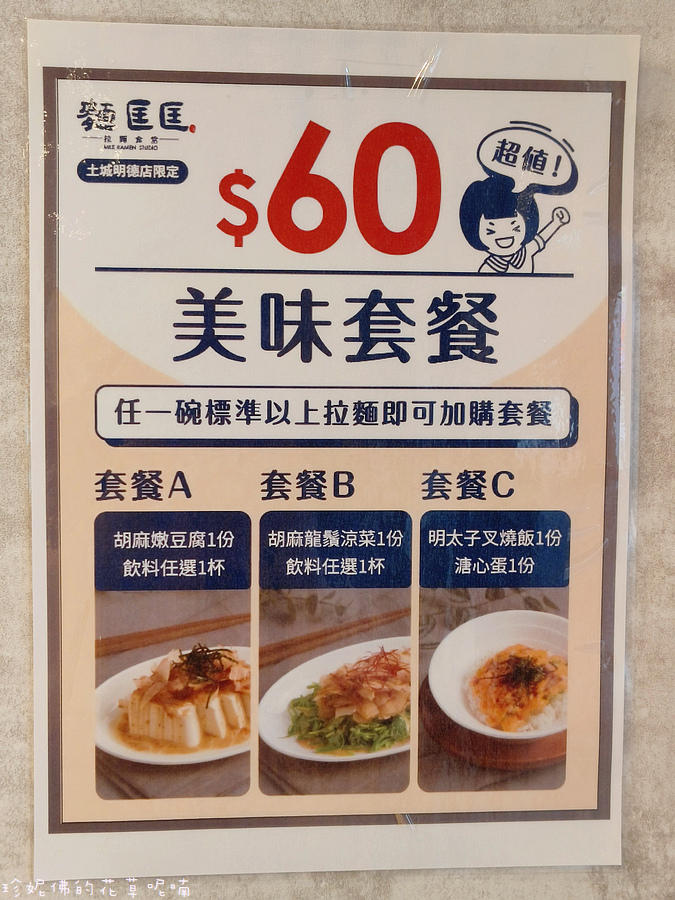 麵匡匡
拉麵食堂
MKK RAMEN STUDIO
土城明德店限定
$60
超值!
美味套餐
任一碗標準以上拉麵即可加購套餐
套餐A
胡麻嫩豆腐1份
飲料任選1杯
套餐B
胡麻龍鬚涼菜1份
飲料任選1杯
套餐C
明太子叉燒飯1份
溏心蛋1份
珍妮佛的花草呢喃